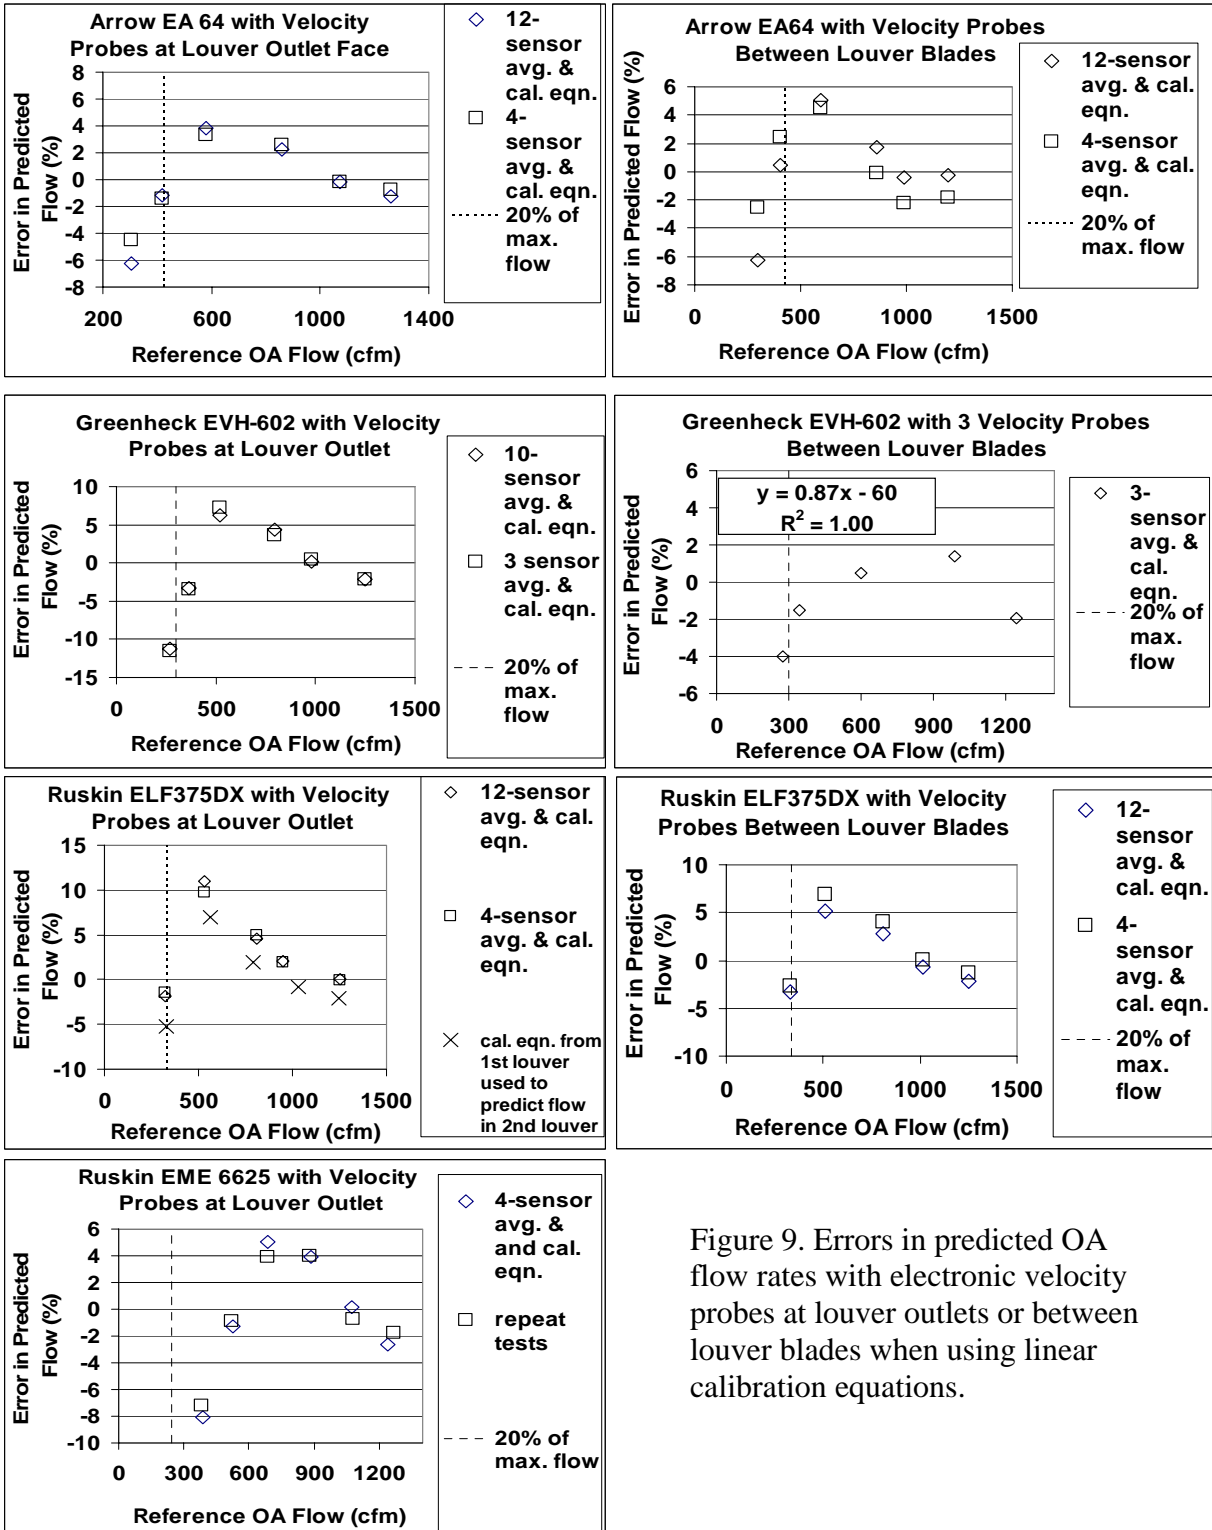 Arrow EA 64 with Velocity
Probes at Louver Outlet Face
Error in Predicted
Flow (%)
8
6
4
2
0
-2
-4
-6
-8
200
600
1000
1400
Reference OA Flow (cfm)
12-
sensor
avg. &
cal. eqn.
4-
sensor
avg. &
cal. eqn.
20% of
max.
flow
Arrow EA64 with Velocity Probes
Between Louver Blades
Error in Predicted Flow (%)
6
4
2
0
-2
-4
-6
-8
0
500
1000
1500
Reference OA Flow (cfm)
12-sensor
avg. & cal.
eqn.
4-sensor
avg. & cal.
eqn.
20% of
max. flow
Greenheck EVH-602 with Velocity
Probes at Louver Outlet
Error in Predicted
Flow (%)
10
5
0
-5
-10
-15
0
500
1000
1500
Reference OA Flow (cfm)
10-
sensor
avg. &
cal. eqn.
3 sensor
avg. &
cal. eqn.
20% of
max.
flow
Greenheck EVH-602 with 3 Velocity Probes
Between Louver Blades
Error in Predicted
Flow (%)
6
4
2
0
-2
-4
-6
y = 0.87x - 60
R² = 1.00
0
300
600
900
1200
Reference OA Flow (cfm)
3-
sensor
avg. &
cal.
eqn.
20% of
max.
flow
Ruskin ELF375DX with Velocity
Probes at Louver Outlet
Error in Predicted
Flow (%)
15
10
5
0
-5
-10
0
500
1000
1500
Reference OA Flow (cfm)
12-sensor
avg. & cal.
eqn.
4-sensor
avg. & cal.
eqn.
cal. eqn. from
1st louver
used to
predict flow
in 2nd louver
Ruskin ELF375DX with Velocity
Probes Between Louver Blades
Error in Predicted
Flow (%)
10
5
0
-5
-10
0
500
1000
1500
Reference OA Flow (cfm)
12-
sensor
avg. &
cal. eqn.
4-
sensor
avg. &
cal. eqn.
20% of
max.
flow
Ruskin EME 6625 with Velocity
Probes at Louver Outlet
Error in Predicted
Flow (%)
6
4
2
0
-2
-4
-6
-8
-10
0
300
600
900
1200
Reference OA Flow (cfm)
4-sensor
avg. &
and cal.
eqn.
repeat
tests
20% of
max. flow
Figure 9. Errors in predicted OA
flow rates with electronic velocity
probes at louver outlets or between
louver blades when using linear
calibration equations.